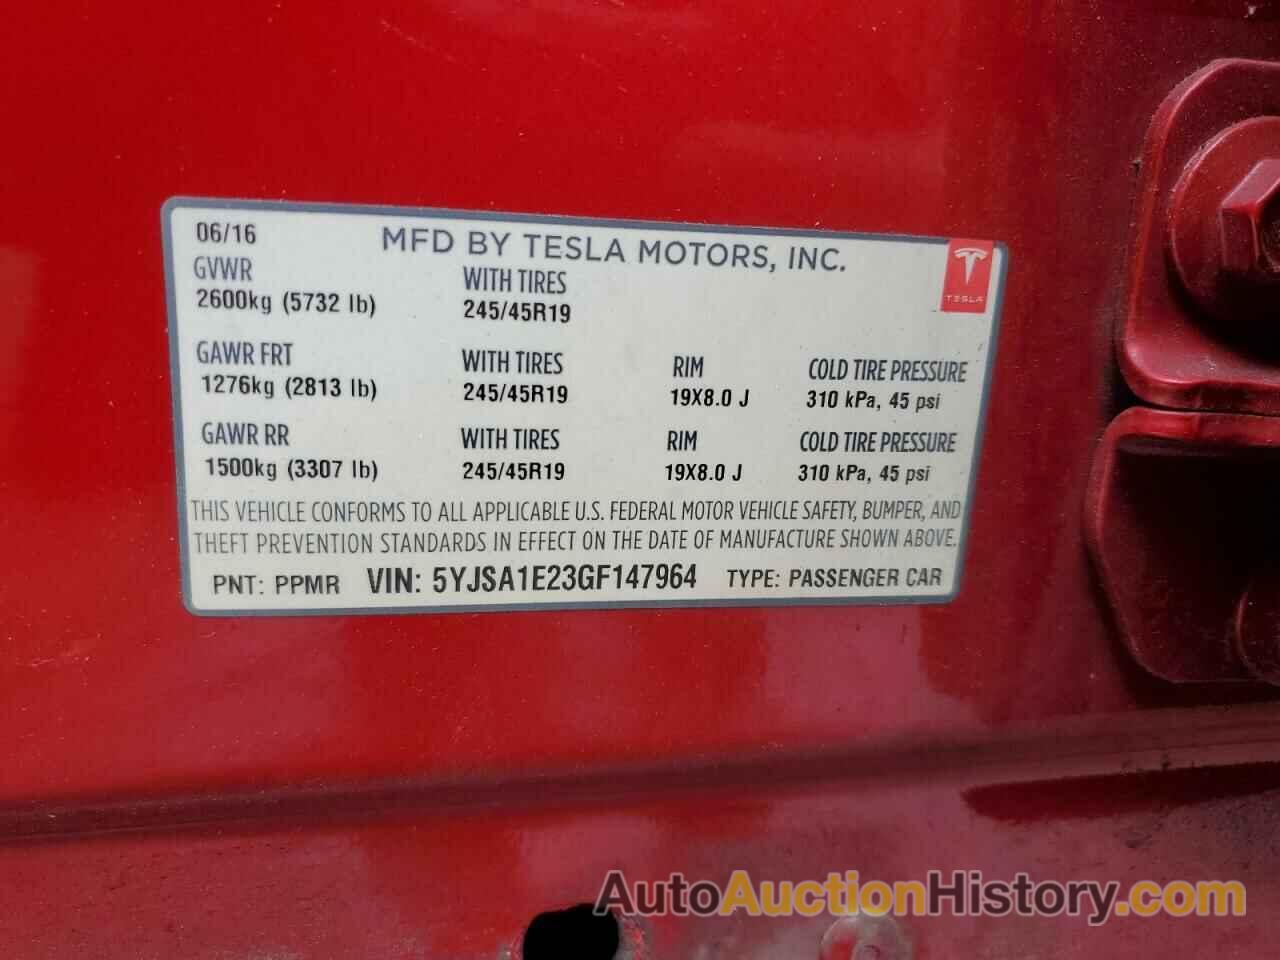 06/16 MFD BY TESLA MOTORS, INC.
TESLA
GVWR WITH TIRES
2600kg (5732 lb) 245/45R19
GAWR FRT WITH TIRES RIM COLD TIRE PRESSURE
1276kg (2813 lb) 245/45R19 19X8.0 J 310 kPa, 45 psi
GAWR RR WITH TIRES RIM COLD TIRE PRESSURE
1500kg (3307 lb) 245/45R19 19X8.0 J 310 kPa, 45 psi
THIS VEHICLE CONFORMS TO ALL APPLICABLE U.S. FEDERAL MOTOR VEHICLE SAFETY, BUMPER, AND
THEFT PREVENTION STANDARDS IN EFFECT ON THE DATE OF MANUFACTURE SHOWN ABOVE.
PNT: PPMR VIN: 5YJSA1E23GF147964 TYPE: PASSENGER CAR
AutoAuctionHistory.com